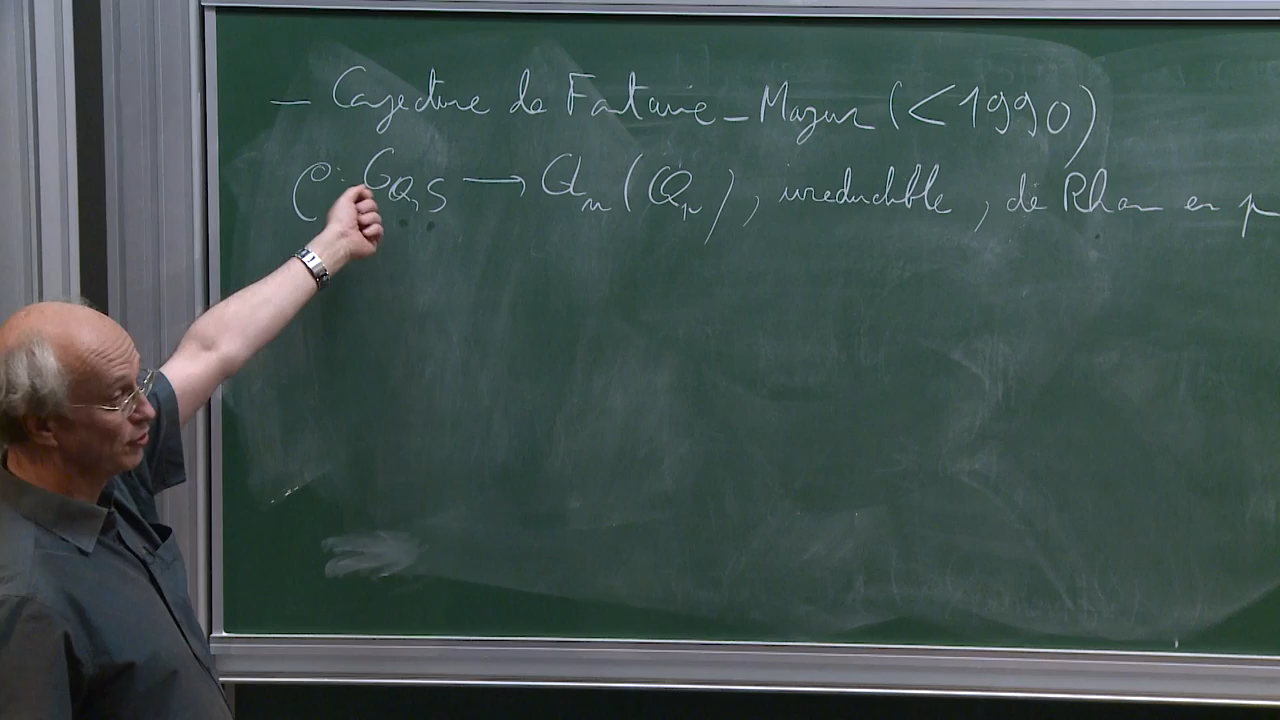 — Conjecture de Fontaine – Mazur (< 1990)
ρ : G_{Q,S} → Gl_n(Q_p), irreductible, de Rham en p